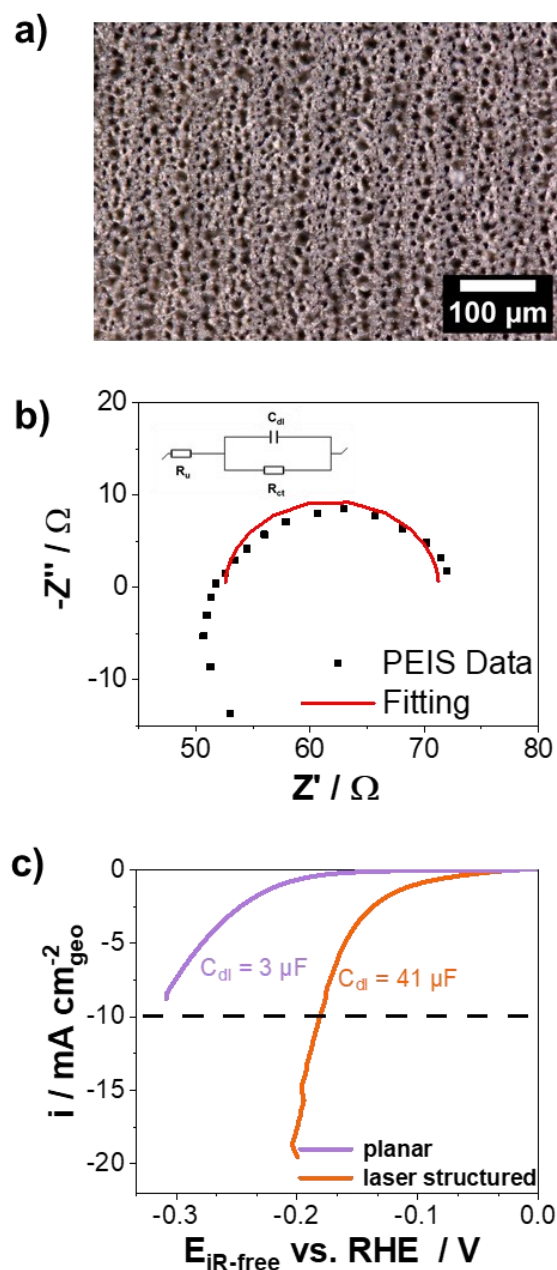 a)
100 µm
b)
20
10
0
-10
-Z'' / Ω
C_dl
R_u
R_ct
PEIS Data
Fitting
50 60 70 80
Z' / Ω
c)
0
-5
-10
-15
-20
i / mA cm⁻²_geo
C_dl = 3 µF
C_dl = 41 µF
planar
laser structured
-0.3 -0.2 -0.1 0.0
E_iR-free vs. RHE / V